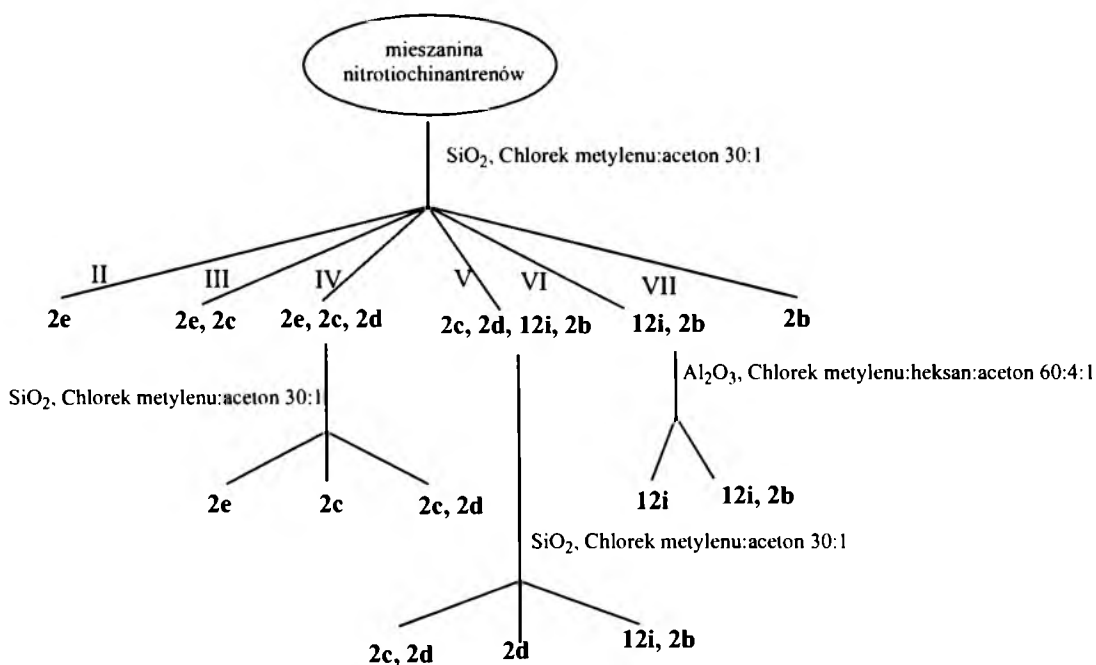 mieszanina
nitrotiochinantrenów
SiO₂, Chlorek metylenu:aceton 30:1
II
III
IV
V
VI
VII
2e
2e, 2c
2e, 2c, 2d
2c, 2d, 12i, 2b
12i, 2b
2b
SiO₂, Chlorek metylenu:aceton 30:1
Al₂O₃, Chlorek metylenu:heksan:aceton 60:4:1
2e
2c
2c, 2d
12i
12i, 2b
SiO₂, Chlorek metylenu:aceton 30:1
2c, 2d
2d
12i, 2b